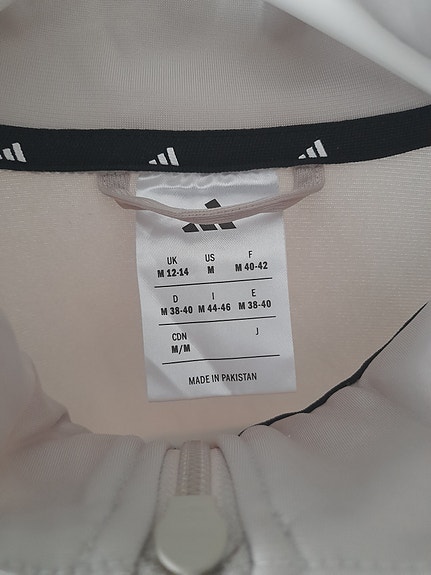 UK US F
M 12-14 M M 40-42
D I E
M 38-40 M 44-46 M 38-40
CDN J
M/M
MADE IN PAKISTAN